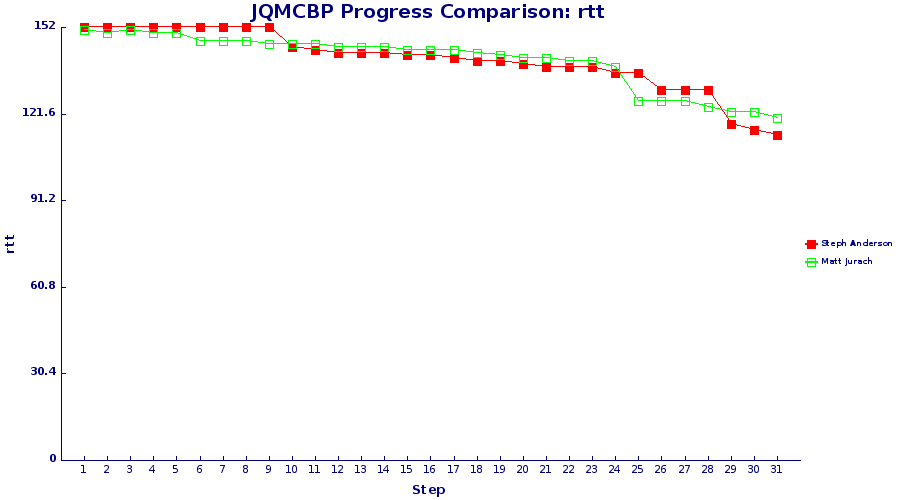 JQMCBP Progress Comparison: rtt
152
121.6
91.2
60.8
30.4
0
rtt
1 2 3 4 5 6 7 8 9 10 11 12 13 14 15 16 17 18 19 20 21 22 23 24 25 26 27 28 29 30 31
Step
Steph Anderson
Matt Jurach